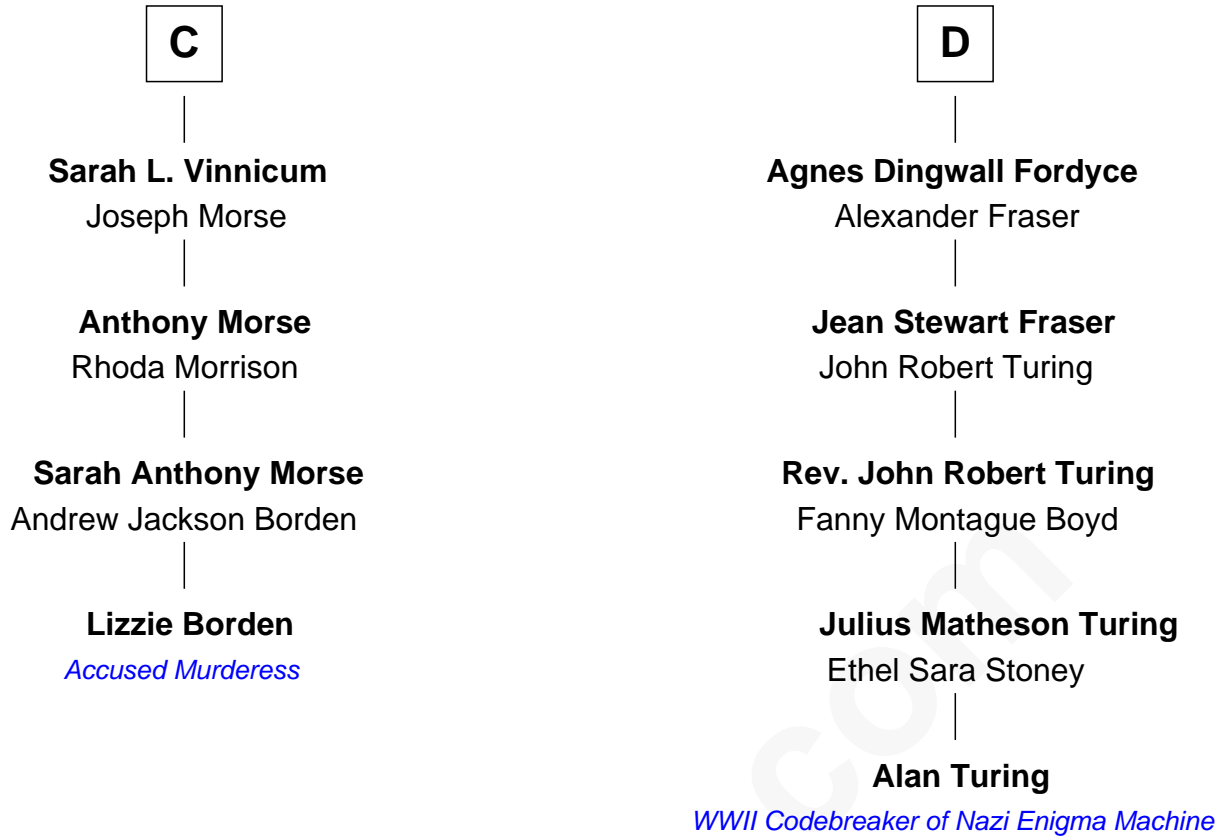 C
Sarah L. Vinnicum
Joseph Morse
Anthony Morse
Rhoda Morrison
Sarah Anthony Morse
Andrew Jackson Borden
Lizzie Borden
Accused Murderess
D
Agnes Dingwall Fordyce
Alexander Fraser
Jean Stewart Fraser
John Robert Turing
Rev. John Robert Turing
Fanny Montague Boyd
Julius Matheson Turing
Ethel Sara Stoney
Alan Turing
WWII Codebreaker of Nazi Enigma Machine
com